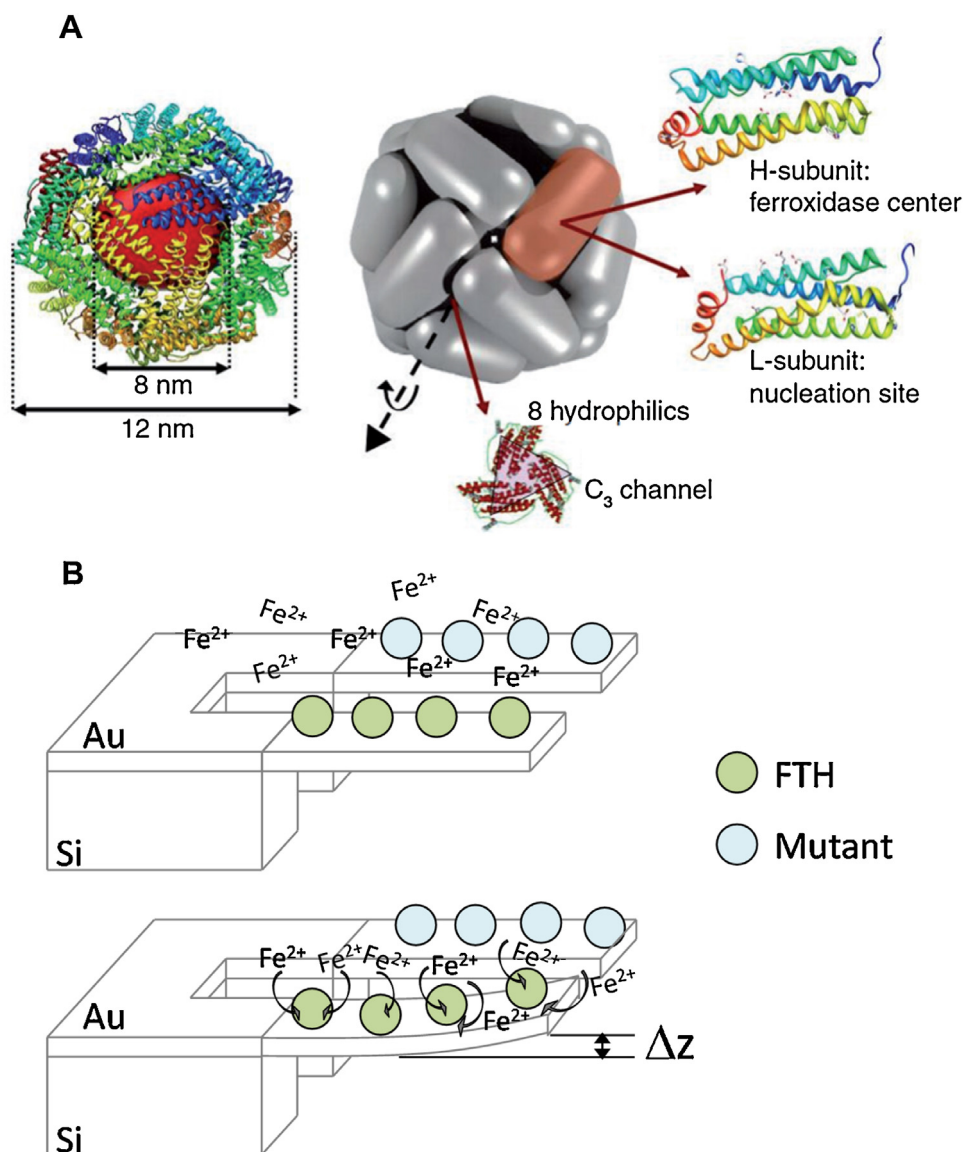 A
8 nm
12 nm
H-subunit:
ferroxidase center
L-subunit:
nucleation site
8 hydrophilics
C₃ channel
B
Fe²⁺
Fe²⁺ Fe²⁺
Fe²⁺ Fe²⁺
Fe²⁺ Fe²⁺ Fe²⁺
Au
Si
FTH
Mutant
Fe²⁺ Fe²⁺ Fe²⁺ Fe²⁺ Fe²⁺
Fe²⁺
Fe²⁺
Au
Δz
Si